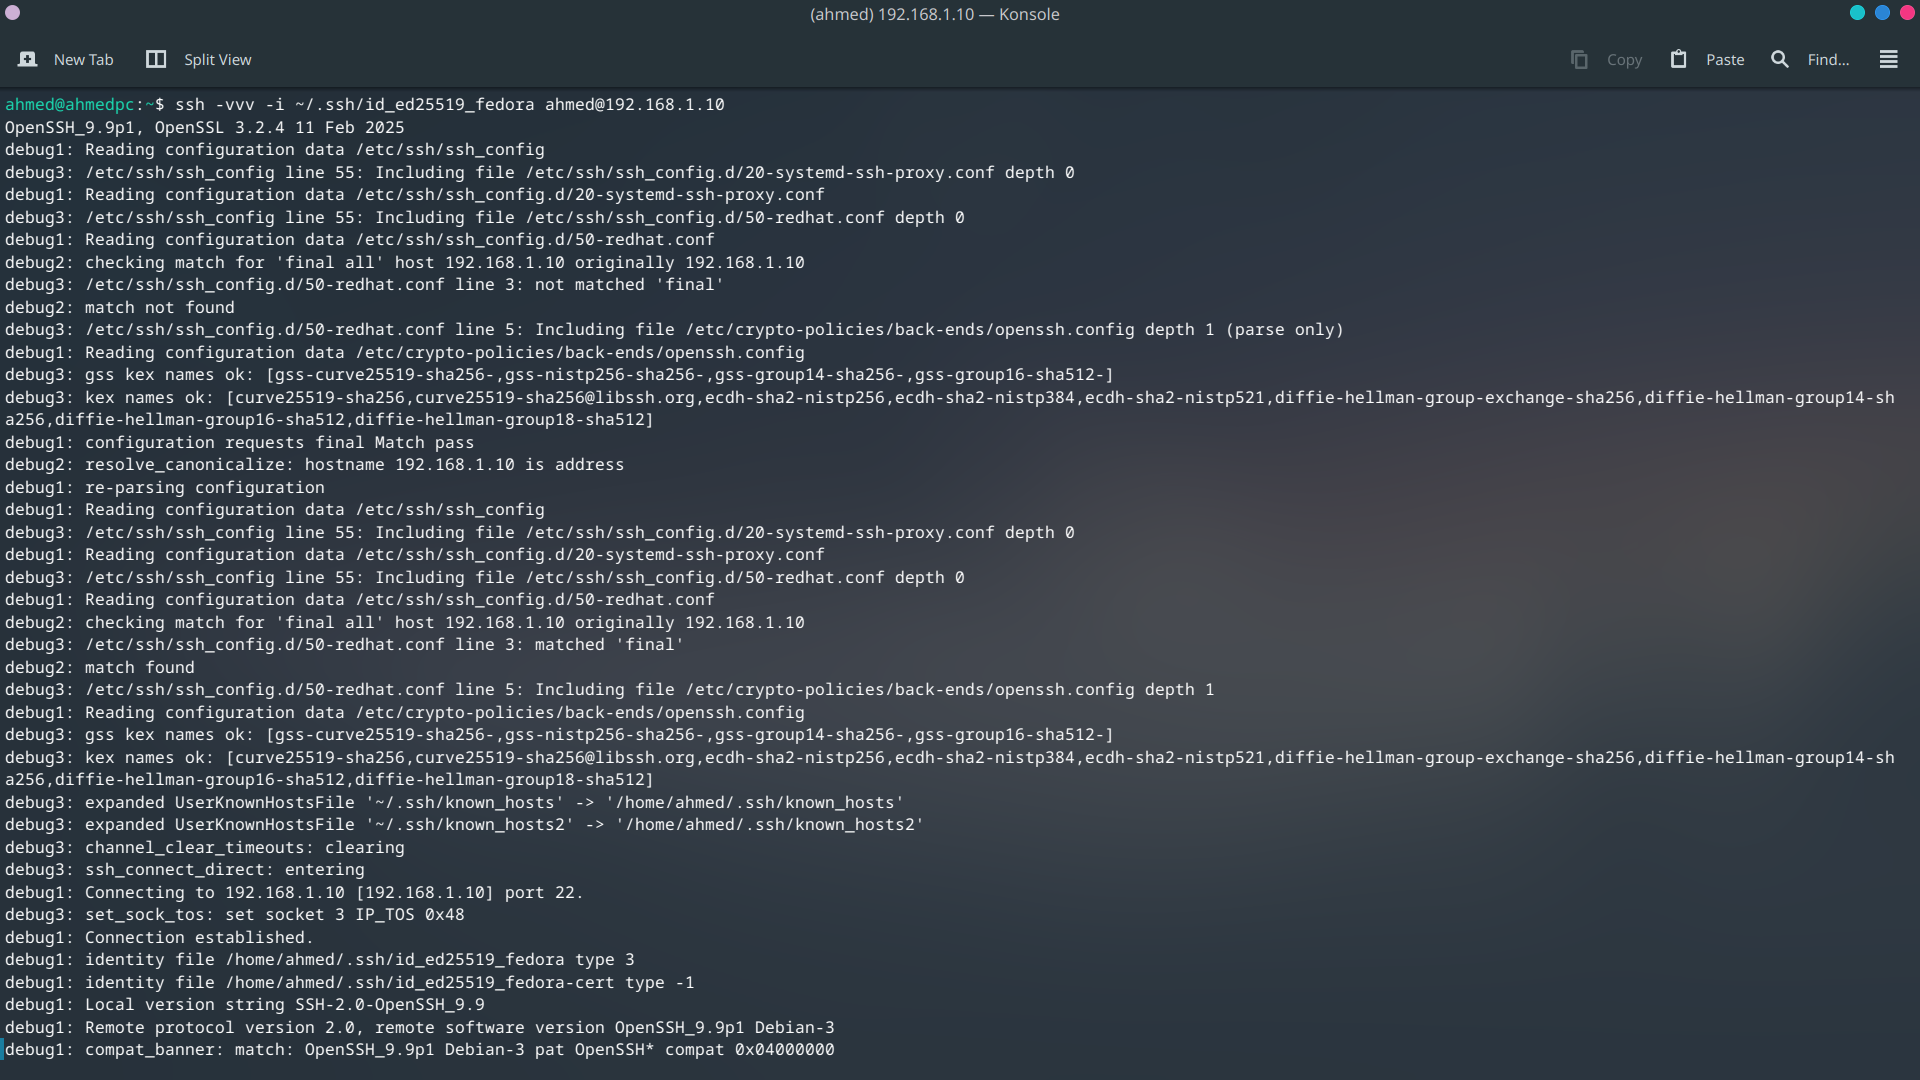 (ahmed) 192.168.1.10 — Konsole
New Tab
Split View
Copy
Paste
Find...
ahmed@ahmedpc:~$ ssh -vvv -i ~/.ssh/id_ed25519_fedora ahmed@192.168.1.10
OpenSSH_9.9p1, OpenSSL 3.2.4 11 Feb 2025
debug1: Reading configuration data /etc/ssh/ssh_config
debug3: /etc/ssh/ssh_config line 55: Including file /etc/ssh/ssh_config.d/20-systemd-ssh-proxy.conf depth 0
debug1: Reading configuration data /etc/ssh/ssh_config.d/20-systemd-ssh-proxy.conf
debug3: /etc/ssh/ssh_config line 55: Including file /etc/ssh/ssh_config.d/50-redhat.conf depth 0
debug1: Reading configuration data /etc/ssh/ssh_config.d/50-redhat.conf
debug2: checking match for 'final all' host 192.168.1.10 originally 192.168.1.10
debug3: /etc/ssh/ssh_config.d/50-redhat.conf line 3: not matched 'final'
debug2: match not found
debug3: /etc/ssh/ssh_config.d/50-redhat.conf line 5: Including file /etc/crypto-policies/back-ends/openssh.config depth 1 (parse only)
debug1: Reading configuration data /etc/crypto-policies/back-ends/openssh.config
debug3: gss kex names ok: [gss-curve25519-sha256-,gss-nistp256-sha256-,gss-group14-sha256-,gss-group16-sha512-]
debug3: kex names ok: [curve25519-sha256,curve25519-sha256@libssh.org,ecdh-sha2-nistp256,ecdh-sha2-nistp384,ecdh-sha2-nistp521,diffie-hellman-group-exchange-sha256,diffie-hellman-group14-sh
a256,diffie-hellman-group16-sha512,diffie-hellman-group18-sha512]
debug1: configuration requests final Match pass
debug2: resolve_canonicalize: hostname 192.168.1.10 is address
debug1: re-parsing configuration
debug1: Reading configuration data /etc/ssh/ssh_config
debug3: /etc/ssh/ssh_config line 55: Including file /etc/ssh/ssh_config.d/20-systemd-ssh-proxy.conf depth 0
debug1: Reading configuration data /etc/ssh/ssh_config.d/20-systemd-ssh-proxy.conf
debug3: /etc/ssh/ssh_config line 55: Including file /etc/ssh/ssh_config.d/50-redhat.conf depth 0
debug1: Reading configuration data /etc/ssh/ssh_config.d/50-redhat.conf
debug2: checking match for 'final all' host 192.168.1.10 originally 192.168.1.10
debug3: /etc/ssh/ssh_config.d/50-redhat.conf line 3: matched 'final'
debug2: match found
debug3: /etc/ssh/ssh_config.d/50-redhat.conf line 5: Including file /etc/crypto-policies/back-ends/openssh.config depth 1
debug1: Reading configuration data /etc/crypto-policies/back-ends/openssh.config
debug3: gss kex names ok: [gss-curve25519-sha256-,gss-nistp256-sha256-,gss-group14-sha256-,gss-group16-sha512-]
debug3: kex names ok: [curve25519-sha256,curve25519-sha256@libssh.org,ecdh-sha2-nistp256,ecdh-sha2-nistp384,ecdh-sha2-nistp521,diffie-hellman-group-exchange-sha256,diffie-hellman-group14-sh
a256,diffie-hellman-group16-sha512,diffie-hellman-group18-sha512]
debug3: expanded UserKnownHostsFile '~/.ssh/known_hosts' -> '/home/ahmed/.ssh/known_hosts'
debug3: expanded UserKnownHostsFile '~/.ssh/known_hosts2' -> '/home/ahmed/.ssh/known_hosts2'
debug3: channel_clear_timeouts: clearing
debug3: ssh_connect_direct: entering
debug1: Connecting to 192.168.1.10 [192.168.1.10] port 22.
debug3: set_sock_tos: set socket 3 IP_TOS 0x48
debug1: Connection established.
debug1: identity file /home/ahmed/.ssh/id_ed25519_fedora type 3
debug1: identity file /home/ahmed/.ssh/id_ed25519_fedora-cert type -1
debug1: Local version string SSH-2.0-OpenSSH_9.9
debug1: Remote protocol version 2.0, remote software version OpenSSH_9.9p1 Debian-3
debug1: compat_banner: match: OpenSSH_9.9p1 Debian-3 pat OpenSSH* compat 0x04000000